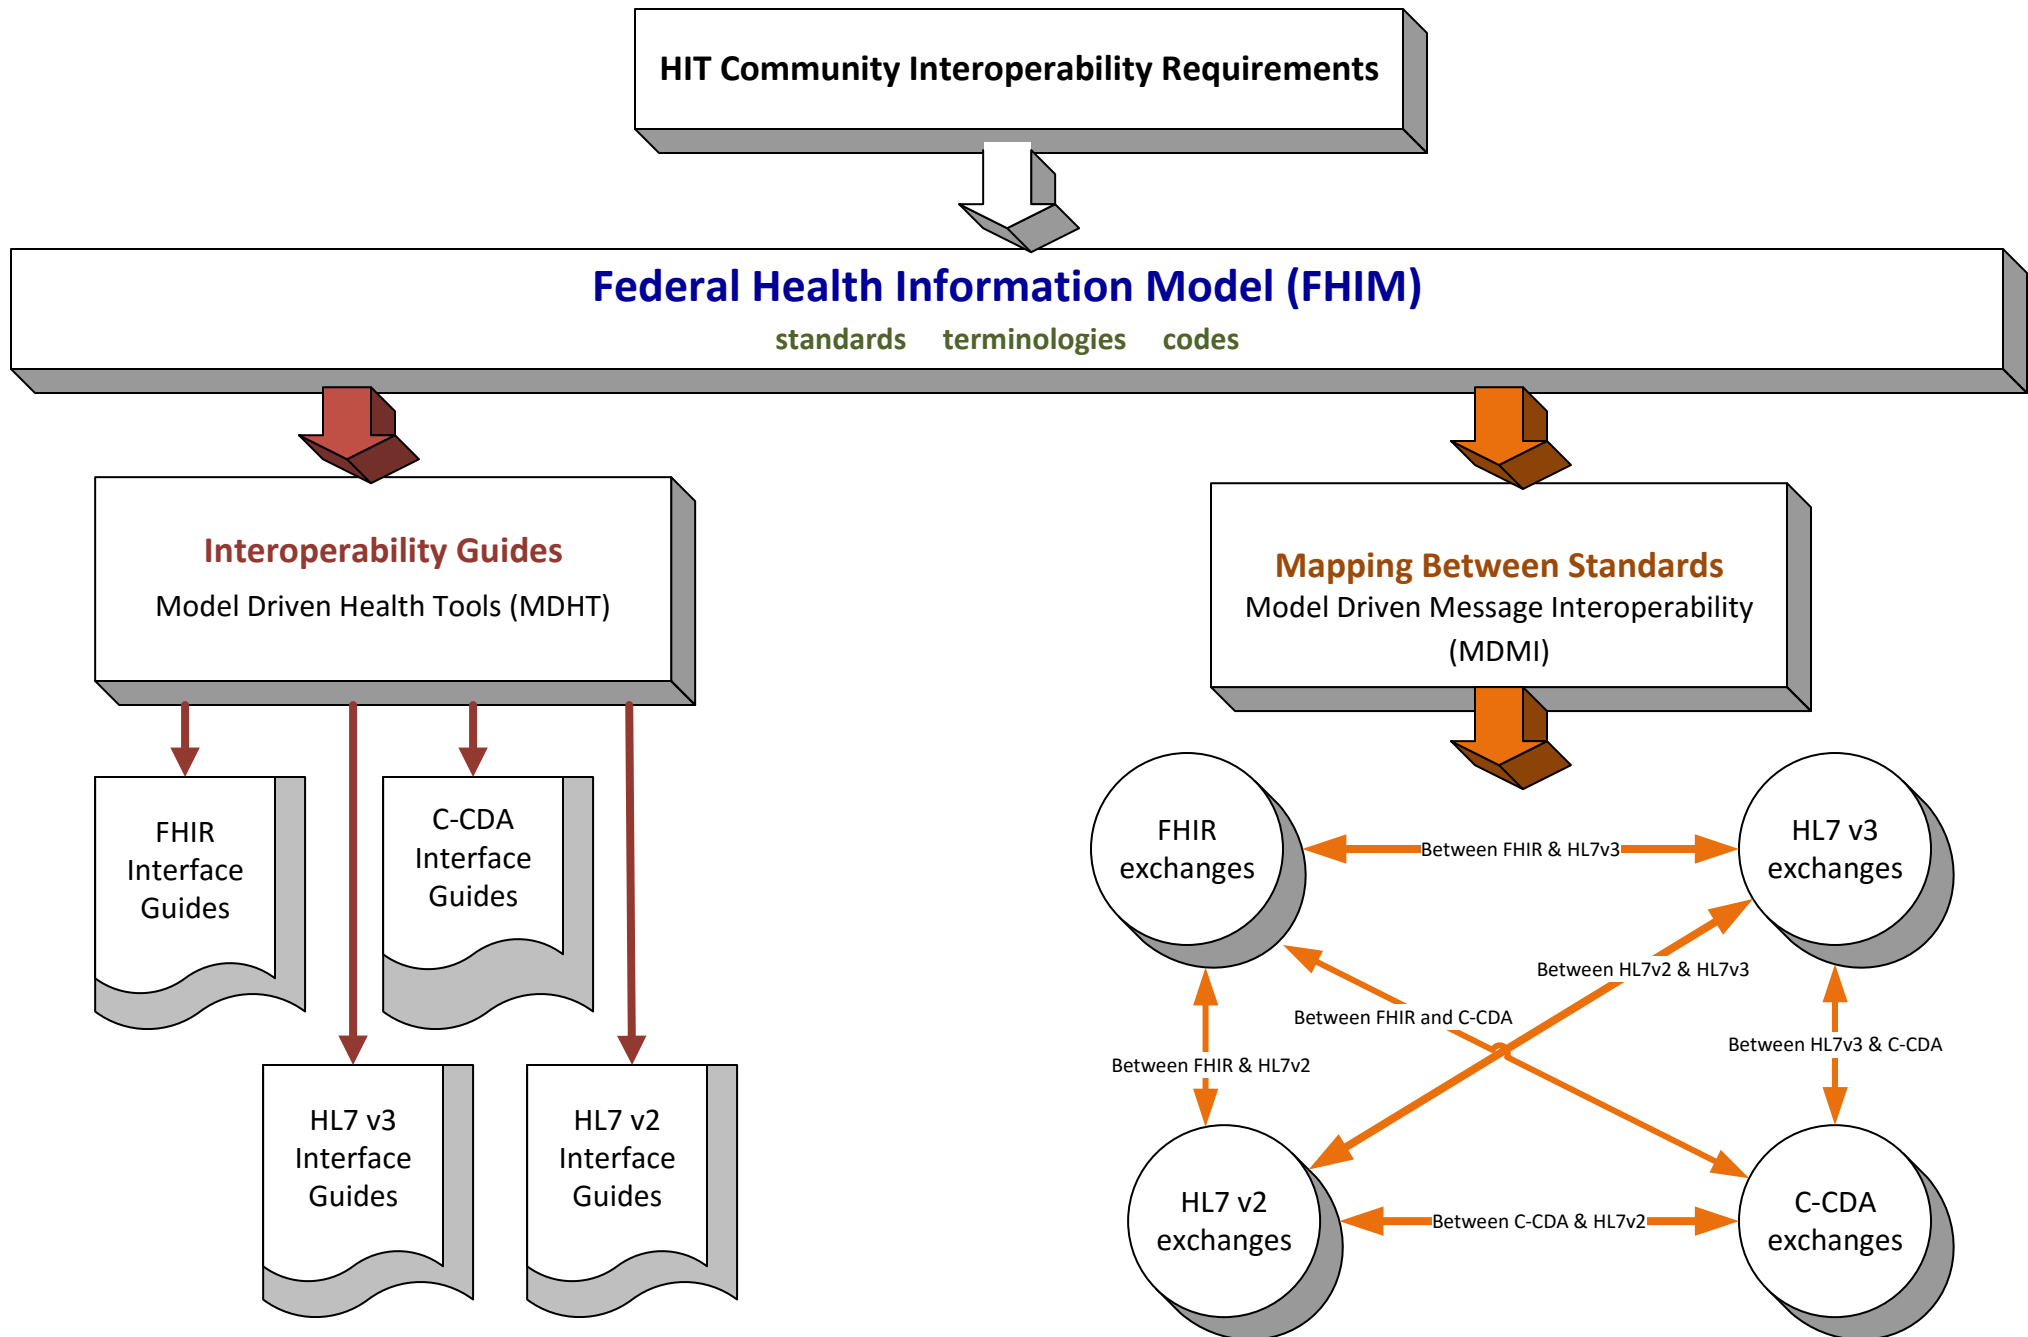 HIT Community Interoperability Requirements
Federal Health Information Model (FHIM)
standards terminologies codes
Interoperability Guides
Model Driven Health Tools (MDHT)
Mapping Between Standards
Model Driven Message Interoperability
(MDMI)
FHIR
Interface
Guides
C-CDA
Interface
Guides
HL7 v3
Interface
Guides
HL7 v2
Interface
Guides
FHIR
exchanges
Between FHIR & HL7v3
HL7 v3
exchanges
Between HL7v2 & HL7v3
Between FHIR and C-CDA
Between FHIR & HL7v2
Between HL7v3 & C-CDA
HL7 v2
exchanges
Between C-CDA & HL7v2
C-CDA
exchanges